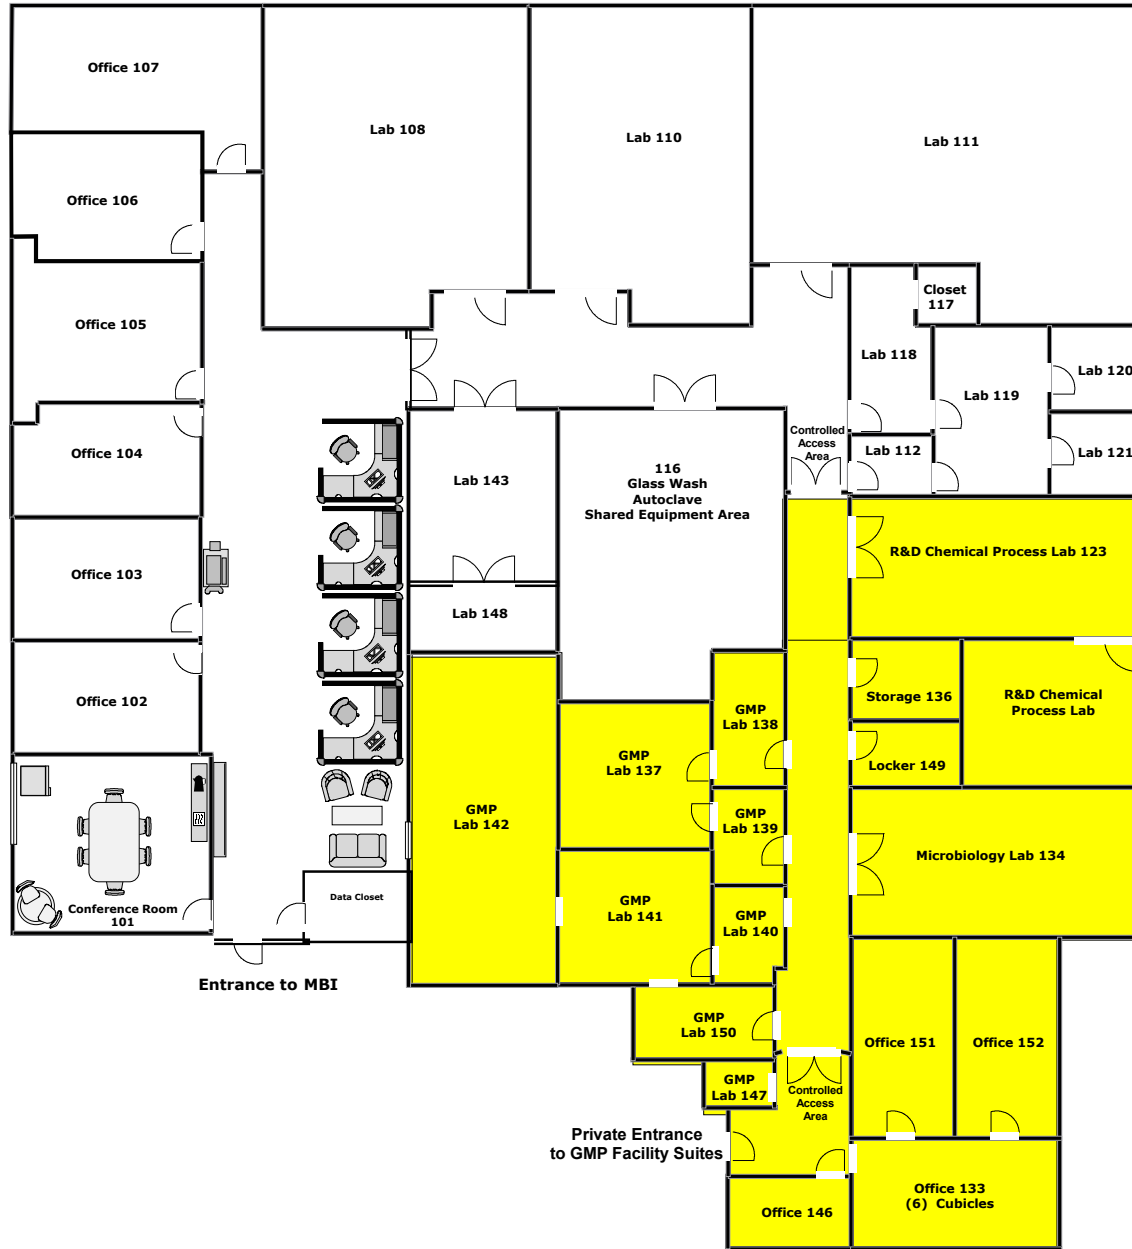 Office 107
Lab 108
Lab 110
Lab 111
Office 106
Office 105
Closet
117
Lab 118
Lab 119
Lab 120
Lab 121
Lab 112
Controlled
Access
Area
Office 104
Lab 143
116
Glass Wash
Autoclave
Shared Equipment Area
Office 103
Lab 148
R&D Chemical Process Lab 123
Office 102
Storage 136
R&D Chemical
Process Lab
GMP
Lab 138
GMP
Lab 137
Locker 149
GMP
Lab 142
GMP
Lab 139
Microbiology Lab 134
Conference Room
101
Data Closet
GMP
Lab 141
GMP
Lab 140
Entrance to MBI
GMP
Lab 150
Office 151
Office 152
GMP
Lab 147
Controlled
Access
Area
Private Entrance
to GMP Facility Suites
Office 133
(6) Cubicles
Office 146